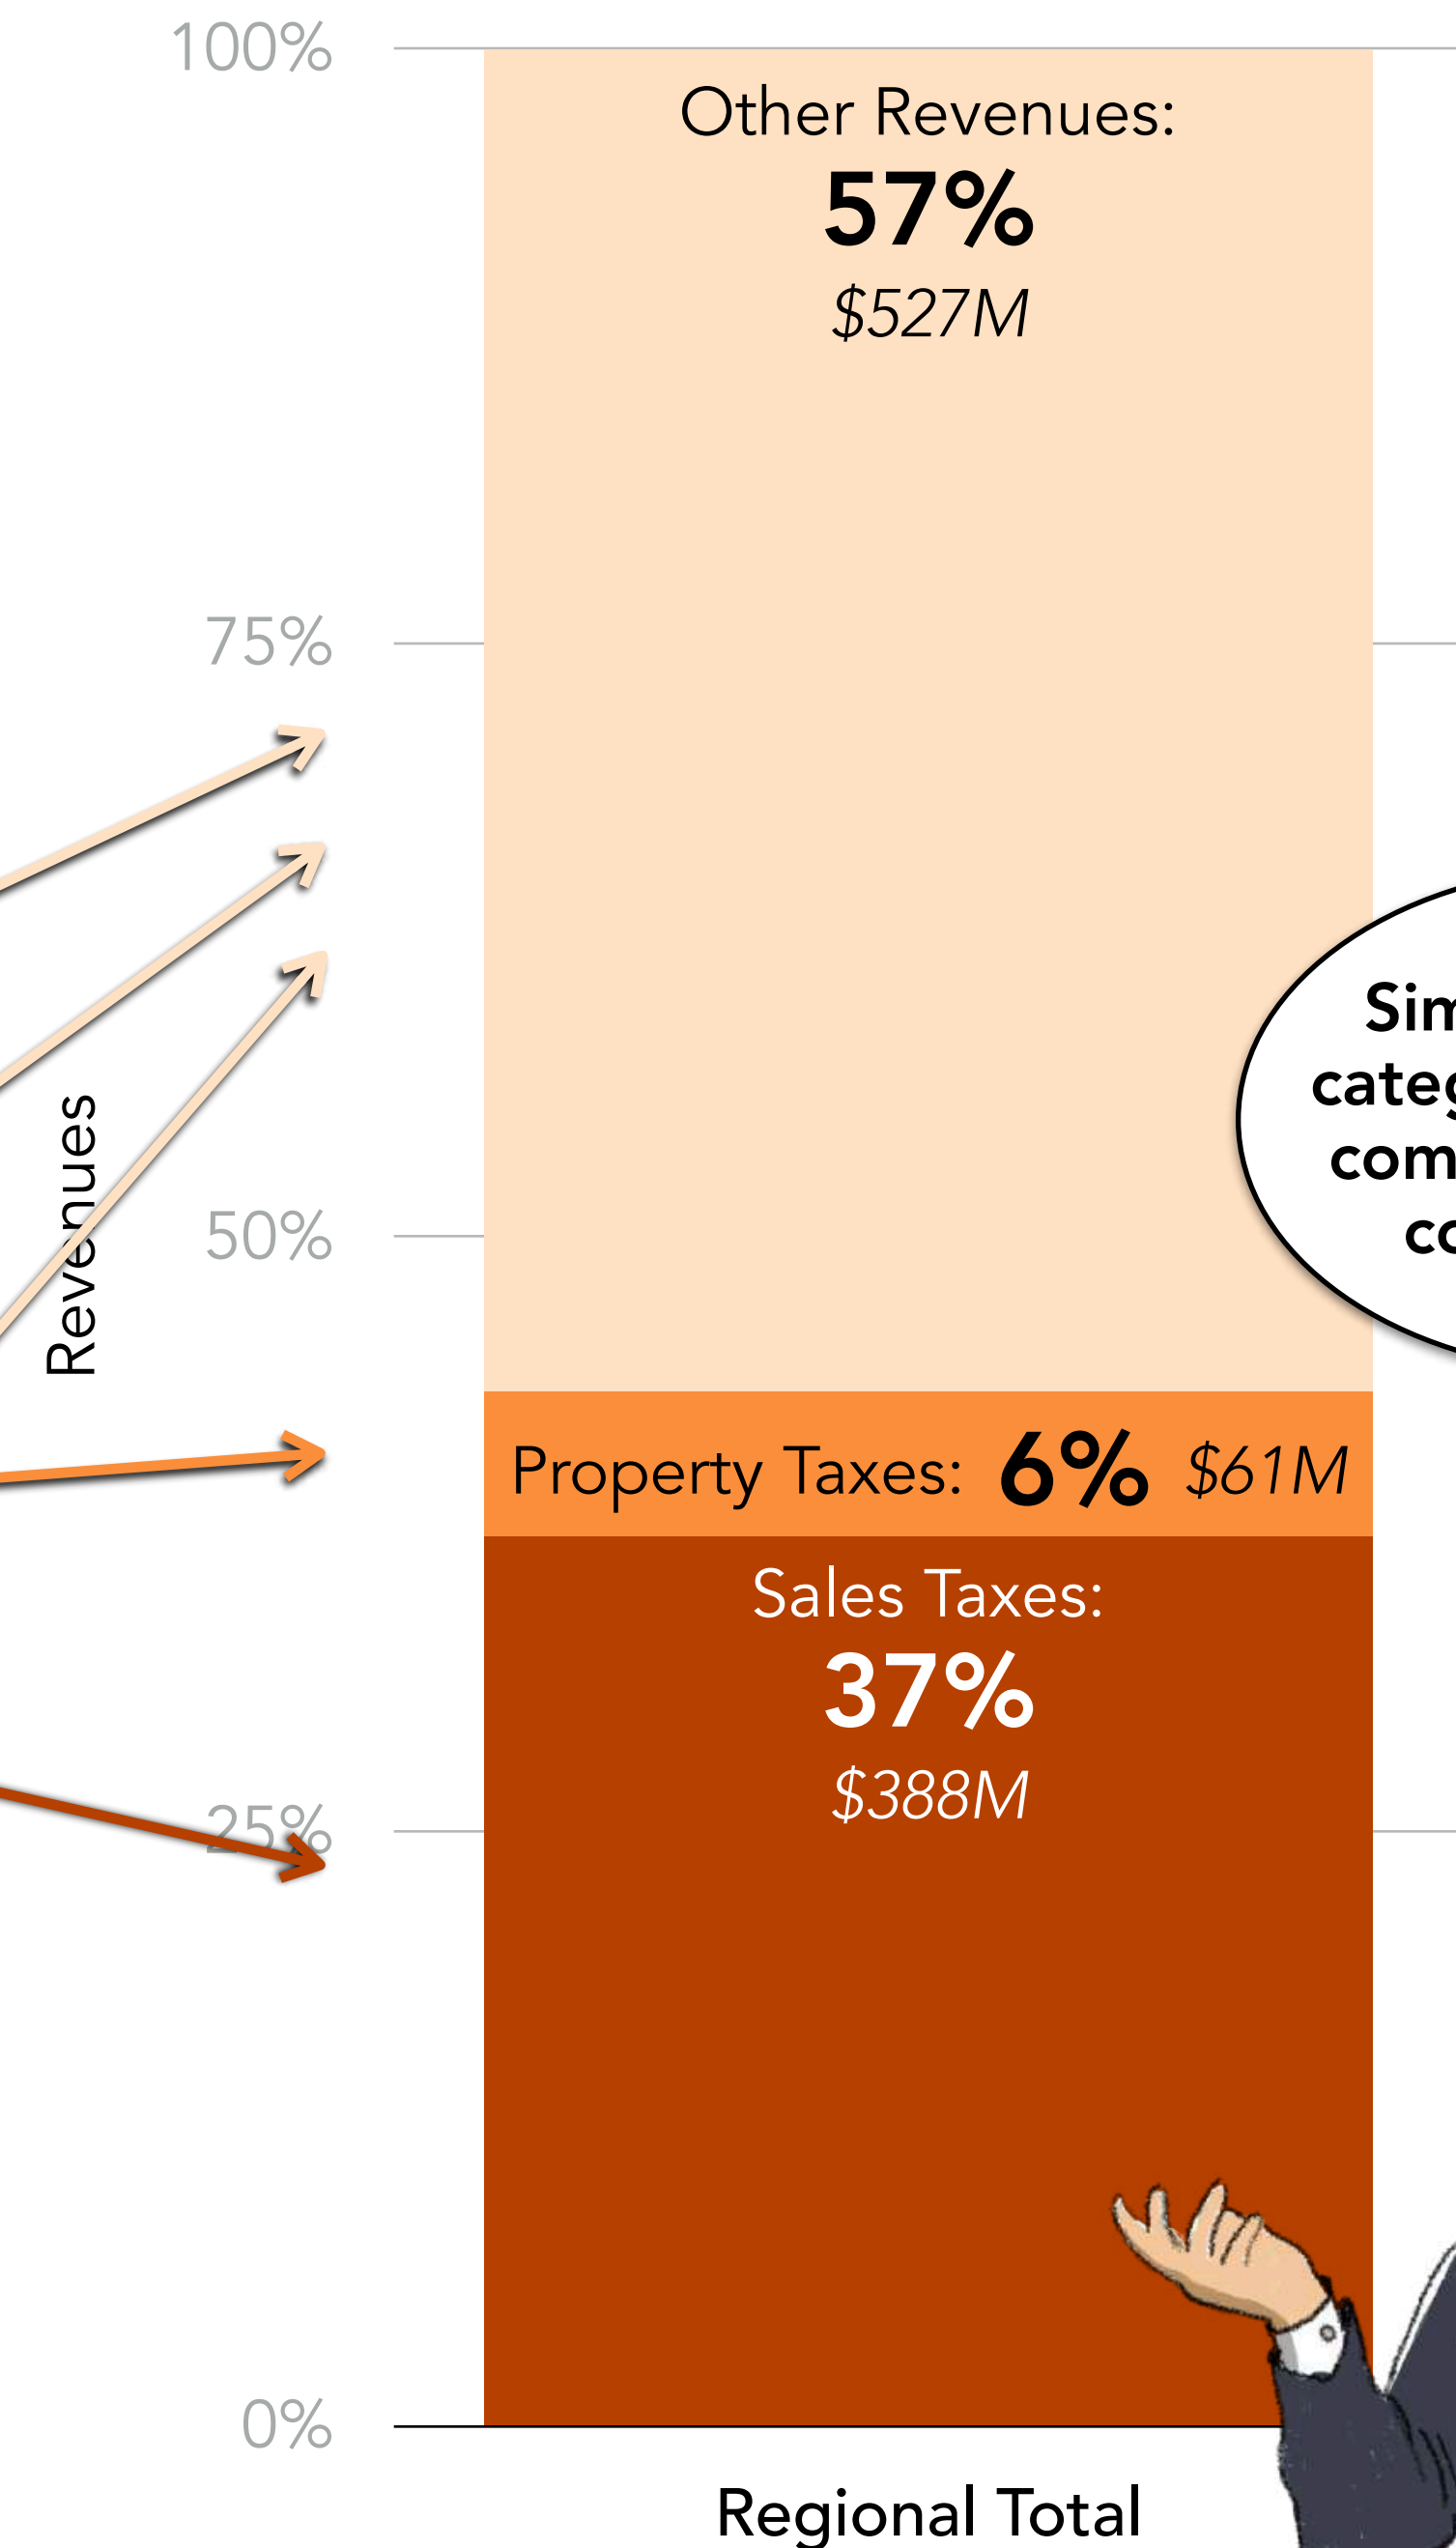 100%
Other Revenues:
57%
$527M
75%
Revenues
50%
Property Taxes: 6% $61M
Sales Taxes:
37%
$388M
25%
0%
Regional Total